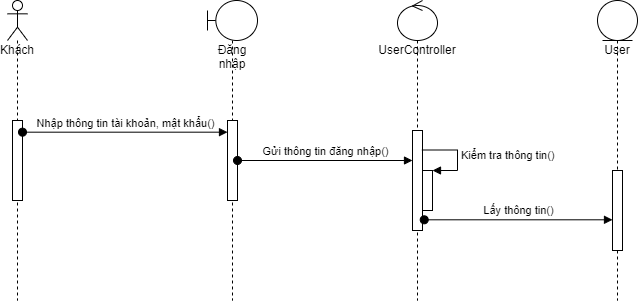 Khách
Đăng
nhập
UserController
User
Nhập thông tin tài khoản, mật khẩu()
Gửi thông tin đăng nhập()
Kiểm tra thông tin()
Lấy thông tin()